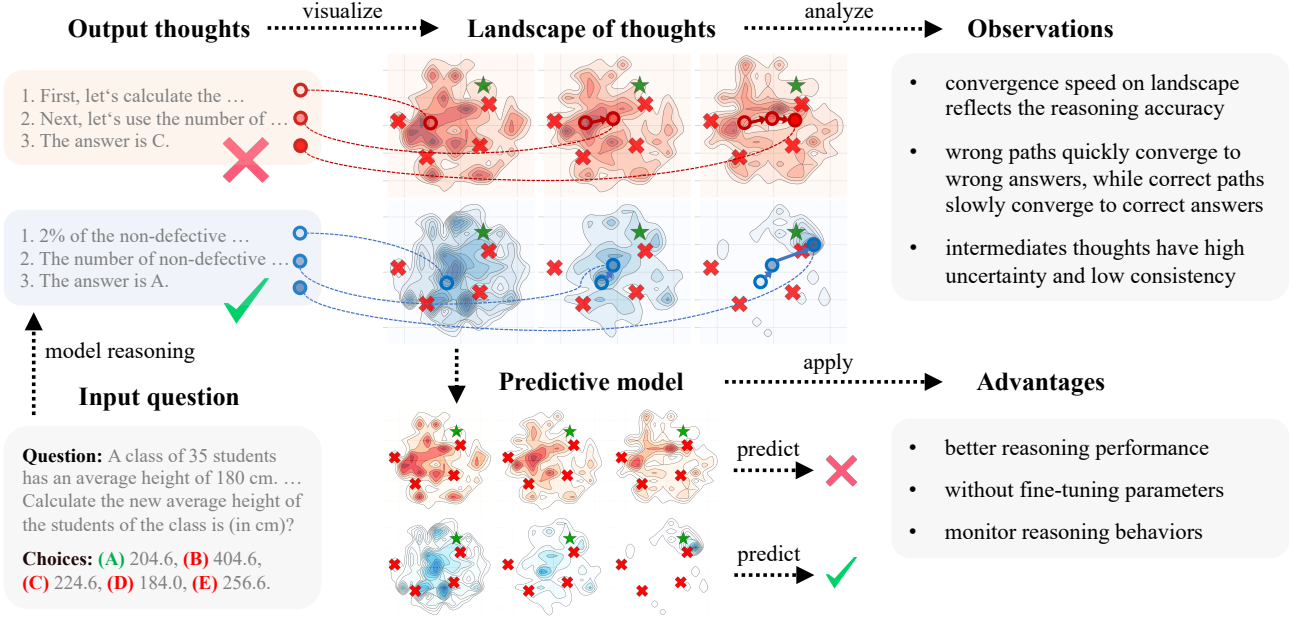 Output thoughts
visualize
Landscape of thoughts
analyze
Observations
1. First, let's calculate the …
2. Next, let's use the number of …
3. The answer is C.
1. 2% of the non-defective …
2. The number of non-defective …
3. The answer is A.
• convergence speed on landscape
reflects the reasoning accuracy
• wrong paths quickly converge to
wrong answers, while correct paths
slowly converge to correct answers
• intermediates thoughts have high
uncertainty and low consistency
model reasoning
Input question
Question: A class of 35 students
has an average height of 180 cm. …
Calculate the new average height of
the students of the class is (in cm)?
Choices: (A) 204.6, (B) 404.6,
(C) 224.6, (D) 184.0, (E) 256.6.
Predictive model
apply
Advantages
predict
predict
• better reasoning performance
• without fine-tuning parameters
• monitor reasoning behaviors